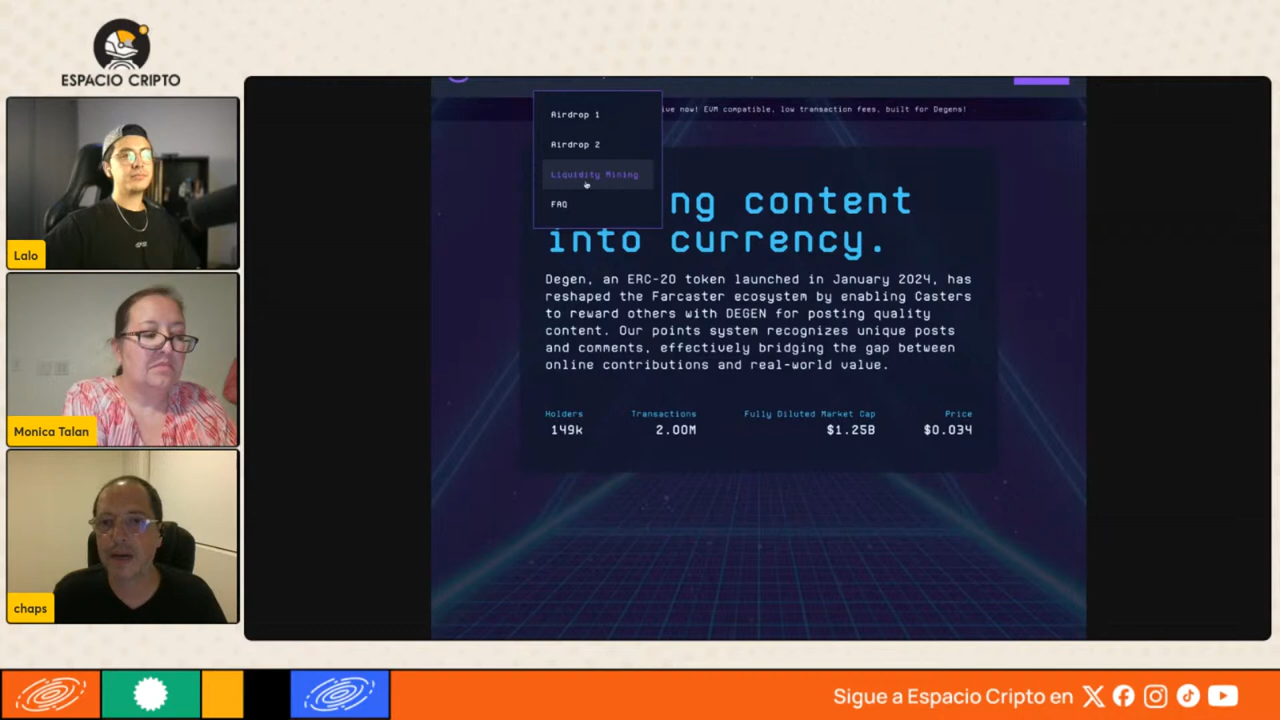 ESPACIO CRIPTO
Lalo
Monica Talan
chaps
Airdrop 1
Airdrop 2
Liquidity Mining
FAQ
now! EVM compatible, low transaction fees, built for Degens!
content
into currency.
Degen, an ERC-20 token launched in January 2024, has
reshaped the Farcaster ecosystem by enabling Casters
to reward others with DEGEN for posting quality
content. Our points system recognizes unique posts
and comments, effectively bridging the gap between
online contributions and real-world value.
Holders Transactions Fully Diluted Market Cap Price
149k 2.00M $1.25B $0.034
Sigue a Espacio Cripto en